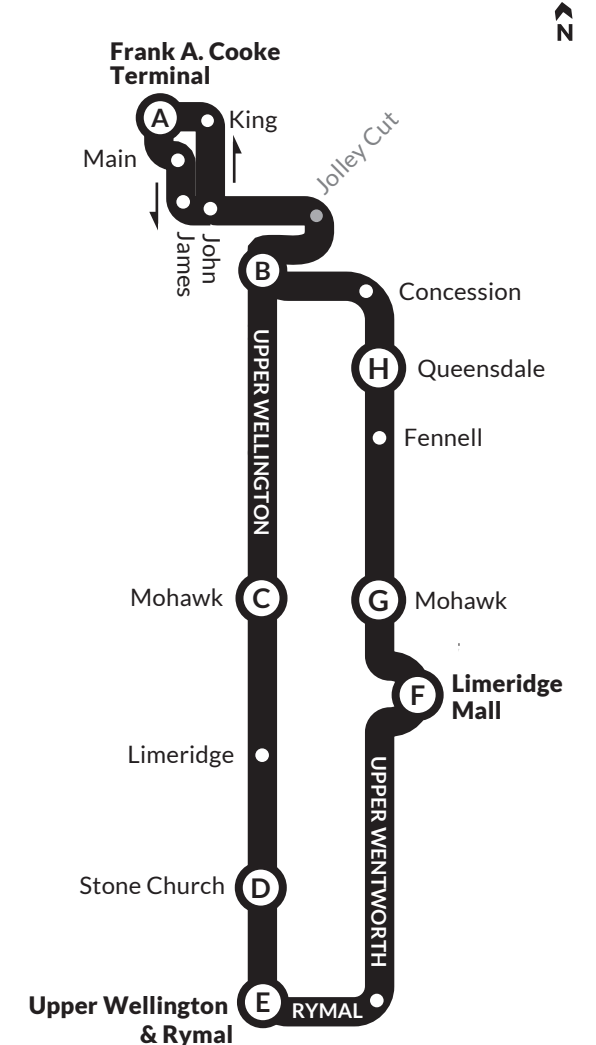 N
Frank A. Cooke
Terminal
A
King
Main
Jolley Cut
James
John
B
Concession
H
Queensdale
UPPER WELLINGTON
Fennell
Mohawk
C
G
Mohawk
F
Limeridge
Mall
Limeridge
UPPER WENTWORTH
Stone Church
D
Upper Wellington
& Rymal
E
RYMAL